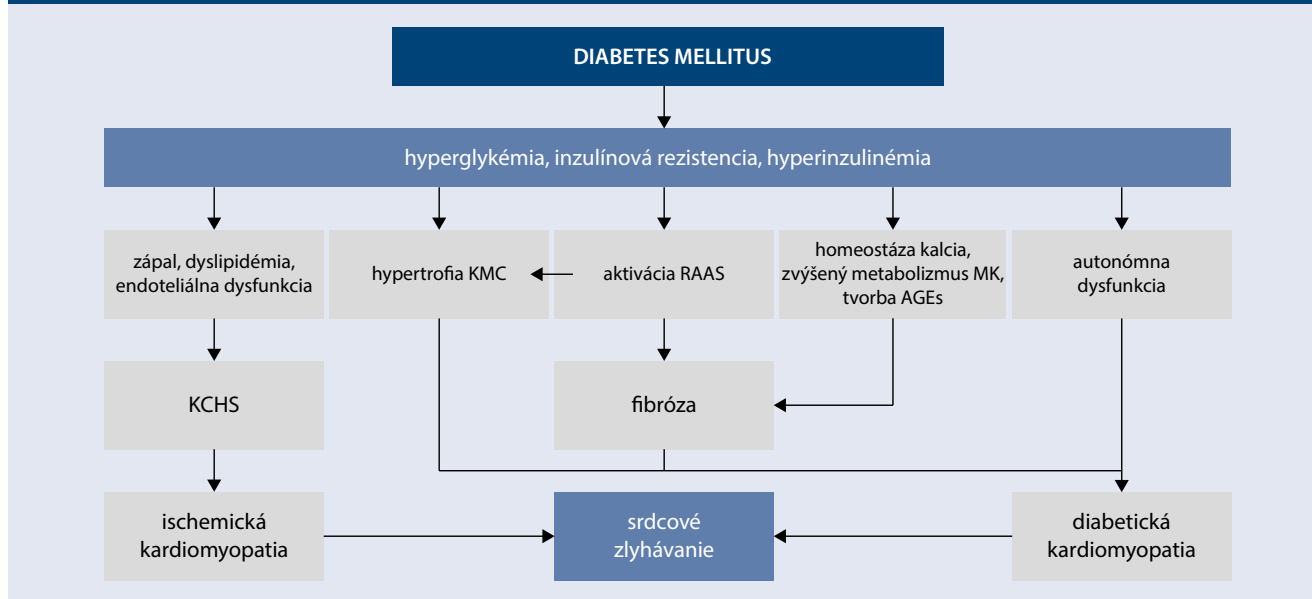 DIABETES MELLITUS
hyperglykémia, inzulínová rezistencia, hyperinzulinémia
zápal, dyslipidémia,
endoteliálna dysfunkcia
hypertrofia KMC
aktivácia RAAS
homeostáza kalcia,
zvýšený metabolizmus MK,
tvorba AGEs
autonómna
dysfunkcia
KCHS
fibróza
ischemická
kardiomyopatia
srdcové
zlyhávanie
diabetická
kardiomyopatia